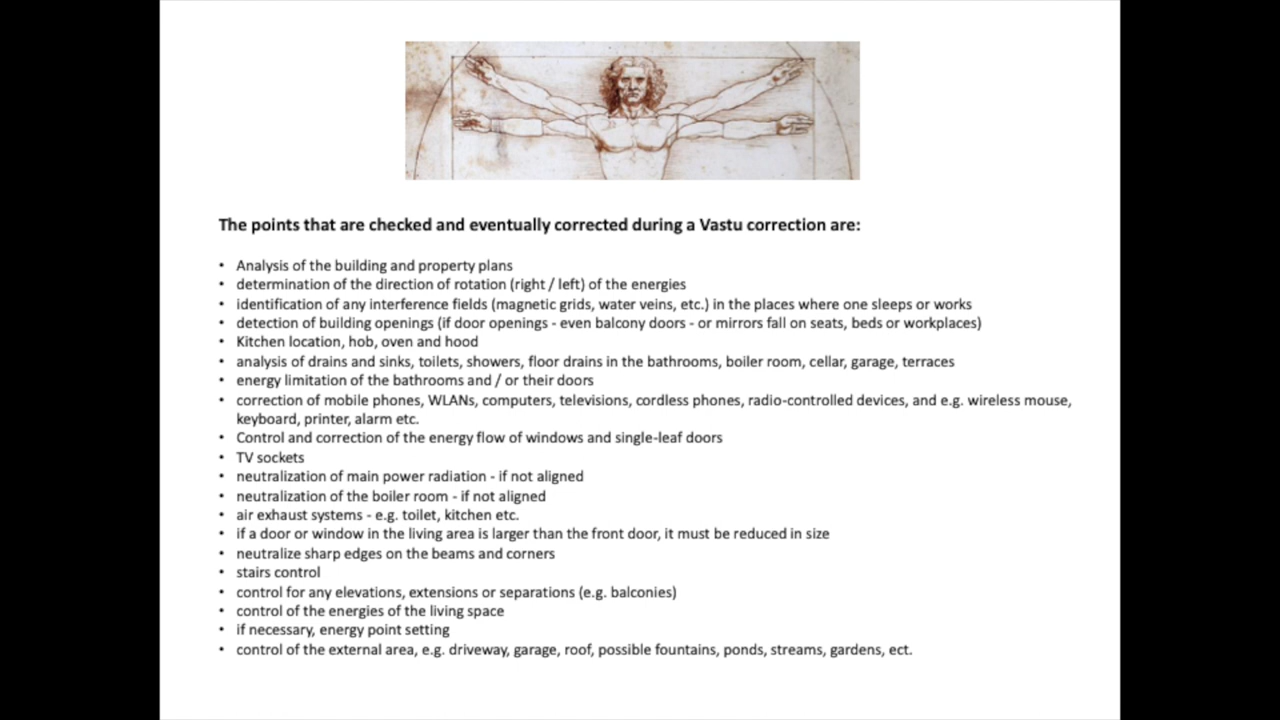 The points that are checked and eventually corrected during a Vastu correction are:
• Analysis of the building and property plans
• determination of the direction of rotation (right / left) of the energies
• identification of any interference fields (magnetic grids, water veins, etc.) in the places where one sleeps or works
• detection of building openings (if door openings - even balcony doors - or mirrors fall on seats, beds or workplaces)
• Kitchen location, hob, oven and hood
• analysis of drains and sinks, toilets, showers, floor drains in the bathrooms, boiler room, cellar, garage, terraces
• energy limitation of the bathrooms and / or their doors
• correction of mobile phones, WLANs, computers, televisions, cordless phones, radio-controlled devices, and e.g. wireless mouse,
keyboard, printer, alarm etc.
• Control and correction of the energy flow of windows and single-leaf doors
• TV sockets
• neutralization of main power radiation - if not aligned
• neutralization of the boiler room - if not aligned
• air exhaust systems - e.g. toilet, kitchen etc.
• if a door or window in the living area is larger than the front door, it must be reduced in size
• neutralize sharp edges on the beams and corners
• stairs control
• control for any elevations, extensions or separations (e.g. balconies)
• control of the energies of the living space
• if necessary, energy point setting
• control of the external area, e.g. driveway, garage, roof, possible fountains, ponds, streams, gardens, ect.